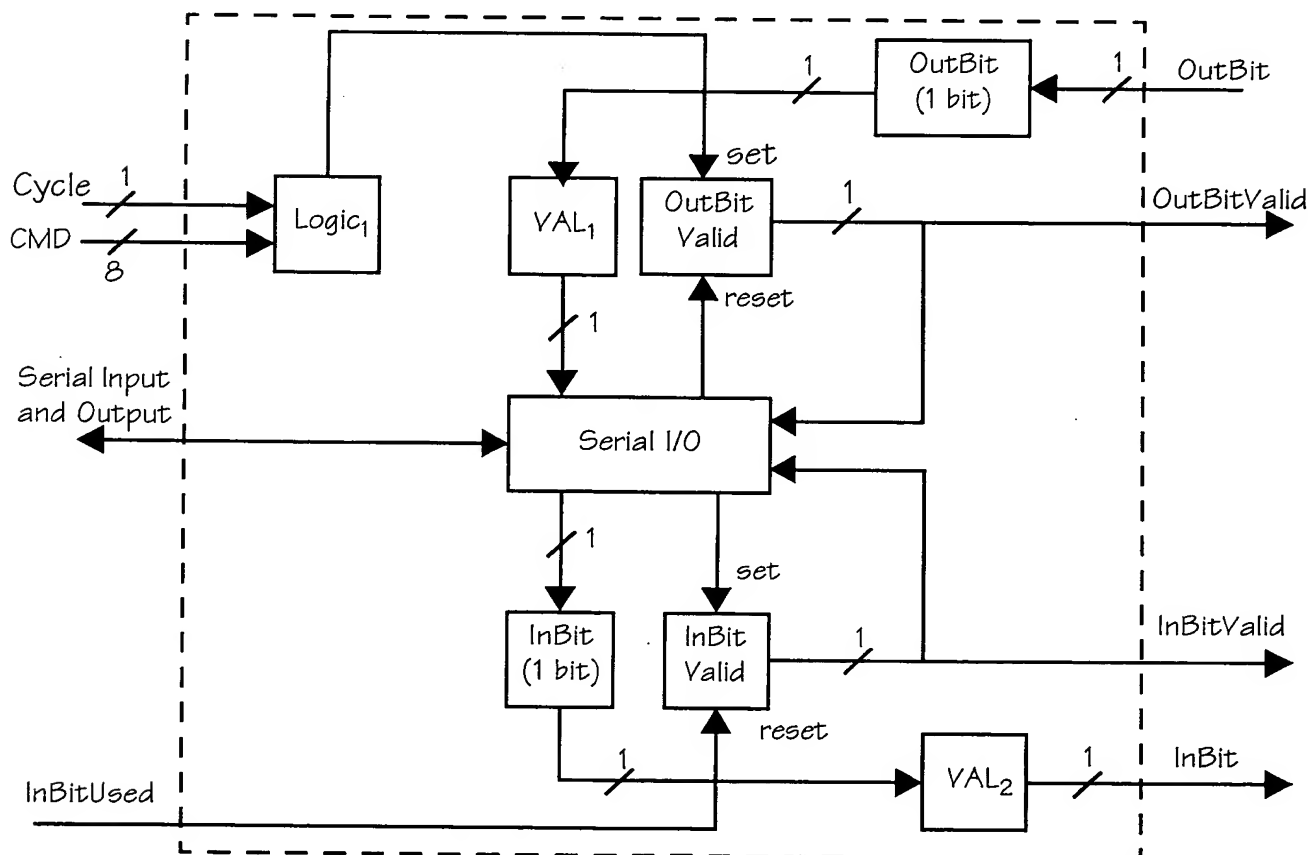 1
OutBit
(1 bit)
1
OutBit
set
Cycle
1
CMD
8
Logic1
VAL1
OutBit
Valid
1
OutBitValid
reset
1
Serial Input
and Output
Serial I/O
1
set
InBit
(1 bit)
InBit
Valid
1
InBitValid
reset
1
VAL2
1
InBit
InBitUsed